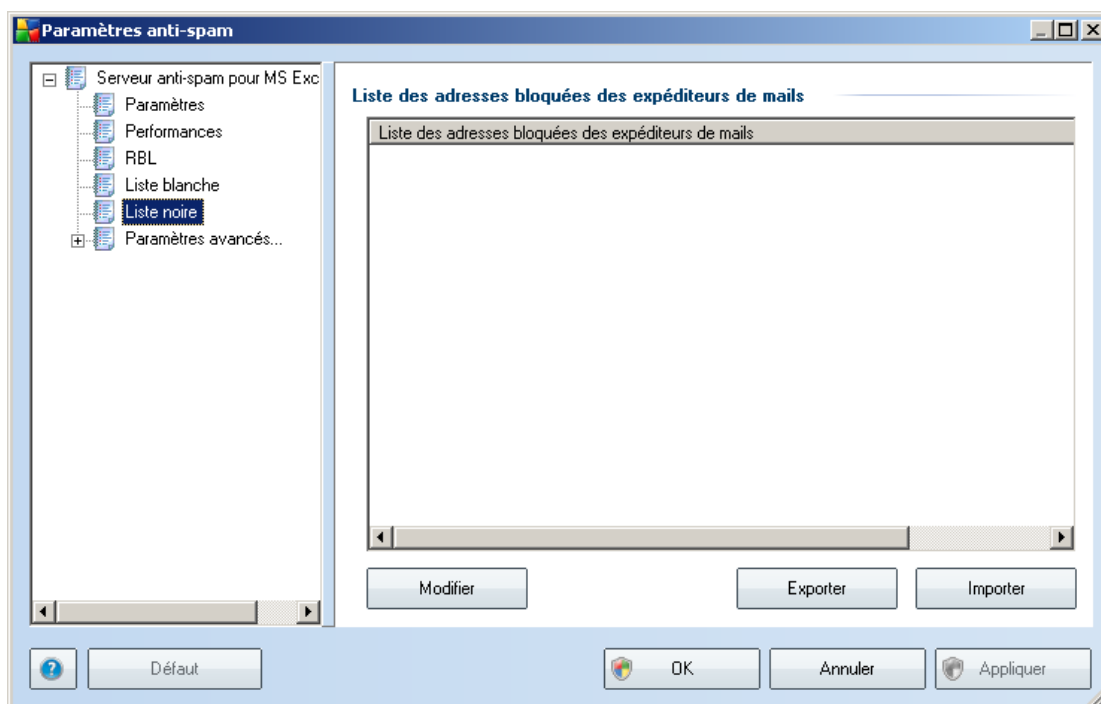 Paramètres anti-spam
Serveur anti-spam pour MS Exc
Paramètres
Performances
RBL
Liste blanche
Liste noire
Paramètres avancés...
Liste des adresses bloquées des expéditeurs de mails
Liste des adresses bloquées des expéditeurs de mails
Modifier
Exporter
Importer
?
Défaut
OK
Annuler
Appliquer